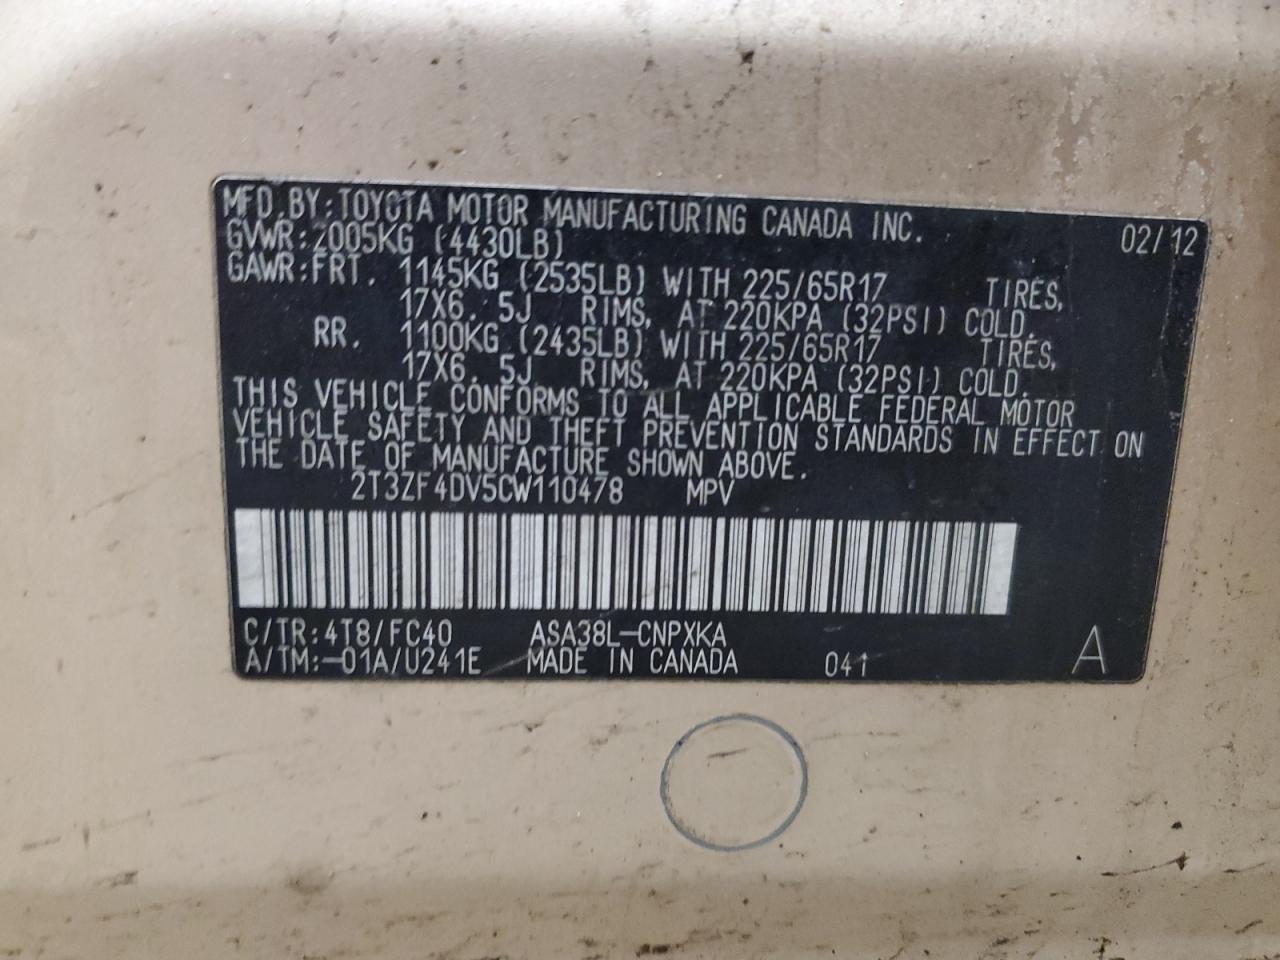 MFD.BY:TOYOTA MOTOR MANUFACTURING CANADA INC. 02/12
GVWR:2005KG (4430LB)
GAWR:FRT. 1145KG (2535LB) WITH 225/65R17 TIRES,
17X6.5J RIMS, AT 220KPA (32PSI) COLD.
RR. 1100KG (2435LB) WITH 225/65R17 TIRES,
17X6.5J RIMS, AT 220KPA (32PSI) COLD.
THIS VEHICLE CONFORMS TO ALL APPLICABLE FEDERAL MOTOR
VEHICLE SAFETY AND THEFT PREVENTION STANDARDS IN EFFECT ON
THE DATE OF MANUFACTURE SHOWN ABOVE.
2T3ZF4DV5CW110478 MPV
C/TR:4T8/FC40 ASA38L-CNPXKA
A/TM:-01A/U241E MADE IN CANADA 041 A